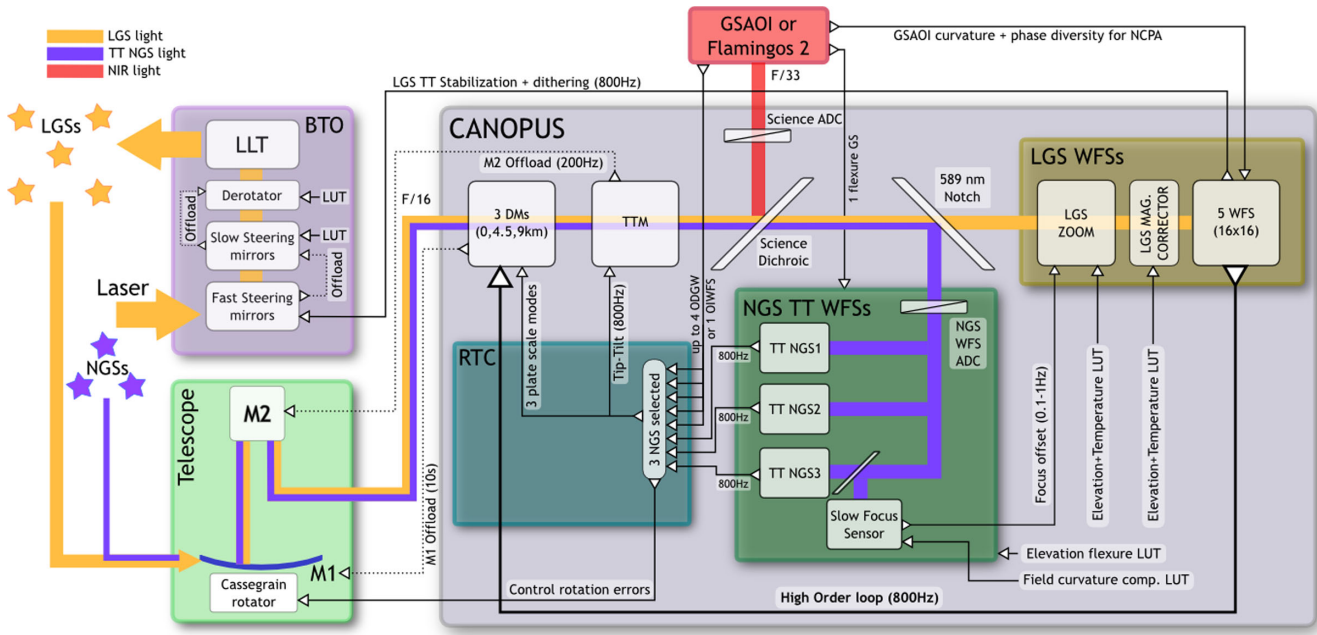 LGS light
TT NGS light
NIR light
GSAOI or
Flamingos 2
GSAOI curvature + phase diversity for NCPA
F/33
LGS TT Stabilization + dithering (800Hz)
LGSs
BTO
LLT
Derotator
LUT
Slow Steering
mirrors
LUT
Offload
Offload
Fast Steering
mirrors
Laser
NGSs
CANOPUS
Science ADC
M2 Offload (200Hz)
F/16
3 DMs
(0,4.5,9km)
TTM
1 flexure GS
Science
Dichroic
589 nm
Notch
LGS WFSs
LGS
ZOOM
LGS MAG.
CORRECTOR
5 WFS
(16x16)
NGS TT WFSs
NGS
WFS
ADC
TT NGS1
800Hz
TT NGS2
800Hz
TT NGS3
800Hz
Slow Focus
Sensor
up to 4 ODGW
or 1 OIWFS
RTC
3 plate scale modes
Tip-Tilt (800Hz)
3 NGS selected
Telescope
M2
M1
Cassegrain
rotator
M1 Offload (10s)
Control rotation errors
Focus offset (0.1-1Hz)
Elevation+Temperature LUT
Elevation+Temperature LUT
Elevation flexure LUT
Field curvature comp. LUT
High Order loop (800Hz)